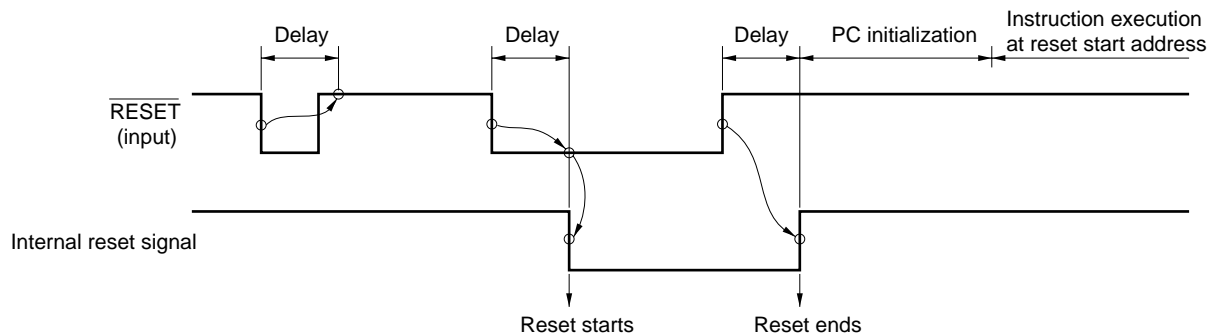 Delay
Delay
Delay
PC initialization
Instruction execution
at reset start address
RESET
(input)
Internal reset signal
Reset starts
Reset ends